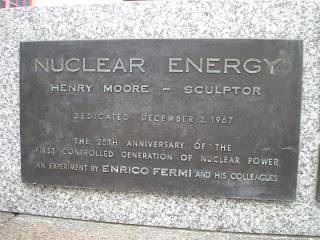 NUCLEAR ENERGY
HENRY MOORE – SCULPTOR
DEDICATED DECEMBER 2, 1967
THE 25TH ANNIVERSARY OF THE
FIRST CONTROLLED GENERATION OF NUCLEAR POWER
AN EXPERIMENT BY ENRICO FERMI AND HIS COLLEAGUES